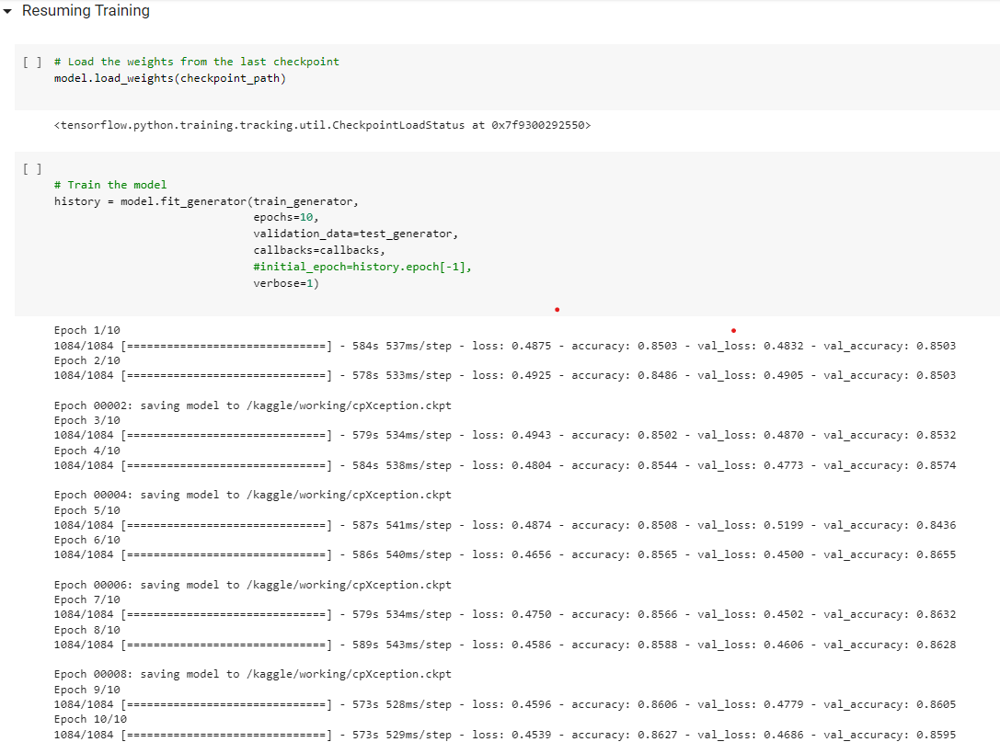 Resuming Training
[ ] # Load the weights from the last checkpoint
model.load_weights(checkpoint_path)
<tensorflow.python.training.tracking.util.CheckpointLoadStatus at 0x7f9300292550>
[ ]
# Train the model
history = model.fit_generator(train_generator,
epochs=10,
validation_data=test_generator,
callbacks=callbacks,
#initial_epoch=history.epoch[-1],
verbose=1)
Epoch 1/10
1084/1084 [==============================] - 584s 537ms/step - loss: 0.4875 - accuracy: 0.8503 - val_loss: 0.4832 - val_accuracy: 0.8503
Epoch 2/10
1084/1084 [==============================] - 578s 533ms/step - loss: 0.4925 - accuracy: 0.8486 - val_loss: 0.4905 - val_accuracy: 0.8503
Epoch 00002: saving model to /kaggle/working/cpXception.ckpt
Epoch 3/10
1084/1084 [==============================] - 579s 534ms/step - loss: 0.4943 - accuracy: 0.8502 - val_loss: 0.4870 - val_accuracy: 0.8532
Epoch 4/10
1084/1084 [==============================] - 584s 538ms/step - loss: 0.4804 - accuracy: 0.8544 - val_loss: 0.4773 - val_accuracy: 0.8574
Epoch 00004: saving model to /kaggle/working/cpXception.ckpt
Epoch 5/10
1084/1084 [==============================] - 587s 541ms/step - loss: 0.4874 - accuracy: 0.8508 - val_loss: 0.5199 - val_accuracy: 0.8436
Epoch 6/10
1084/1084 [==============================] - 586s 540ms/step - loss: 0.4656 - accuracy: 0.8565 - val_loss: 0.4500 - val_accuracy: 0.8655
Epoch 00006: saving model to /kaggle/working/cpXception.ckpt
Epoch 7/10
1084/1084 [==============================] - 579s 534ms/step - loss: 0.4750 - accuracy: 0.8566 - val_loss: 0.4502 - val_accuracy: 0.8632
Epoch 8/10
1084/1084 [==============================] - 589s 543ms/step - loss: 0.4586 - accuracy: 0.8588 - val_loss: 0.4606 - val_accuracy: 0.8628
Epoch 00008: saving model to /kaggle/working/cpXception.ckpt
Epoch 9/10
1084/1084 [==============================] - 573s 528ms/step - loss: 0.4596 - accuracy: 0.8606 - val_loss: 0.4779 - val_accuracy: 0.8605
Epoch 10/10
1084/1084 [==============================] - 573s 529ms/step - loss: 0.4539 - accuracy: 0.8627 - val_loss: 0.4686 - val_accuracy: 0.8595